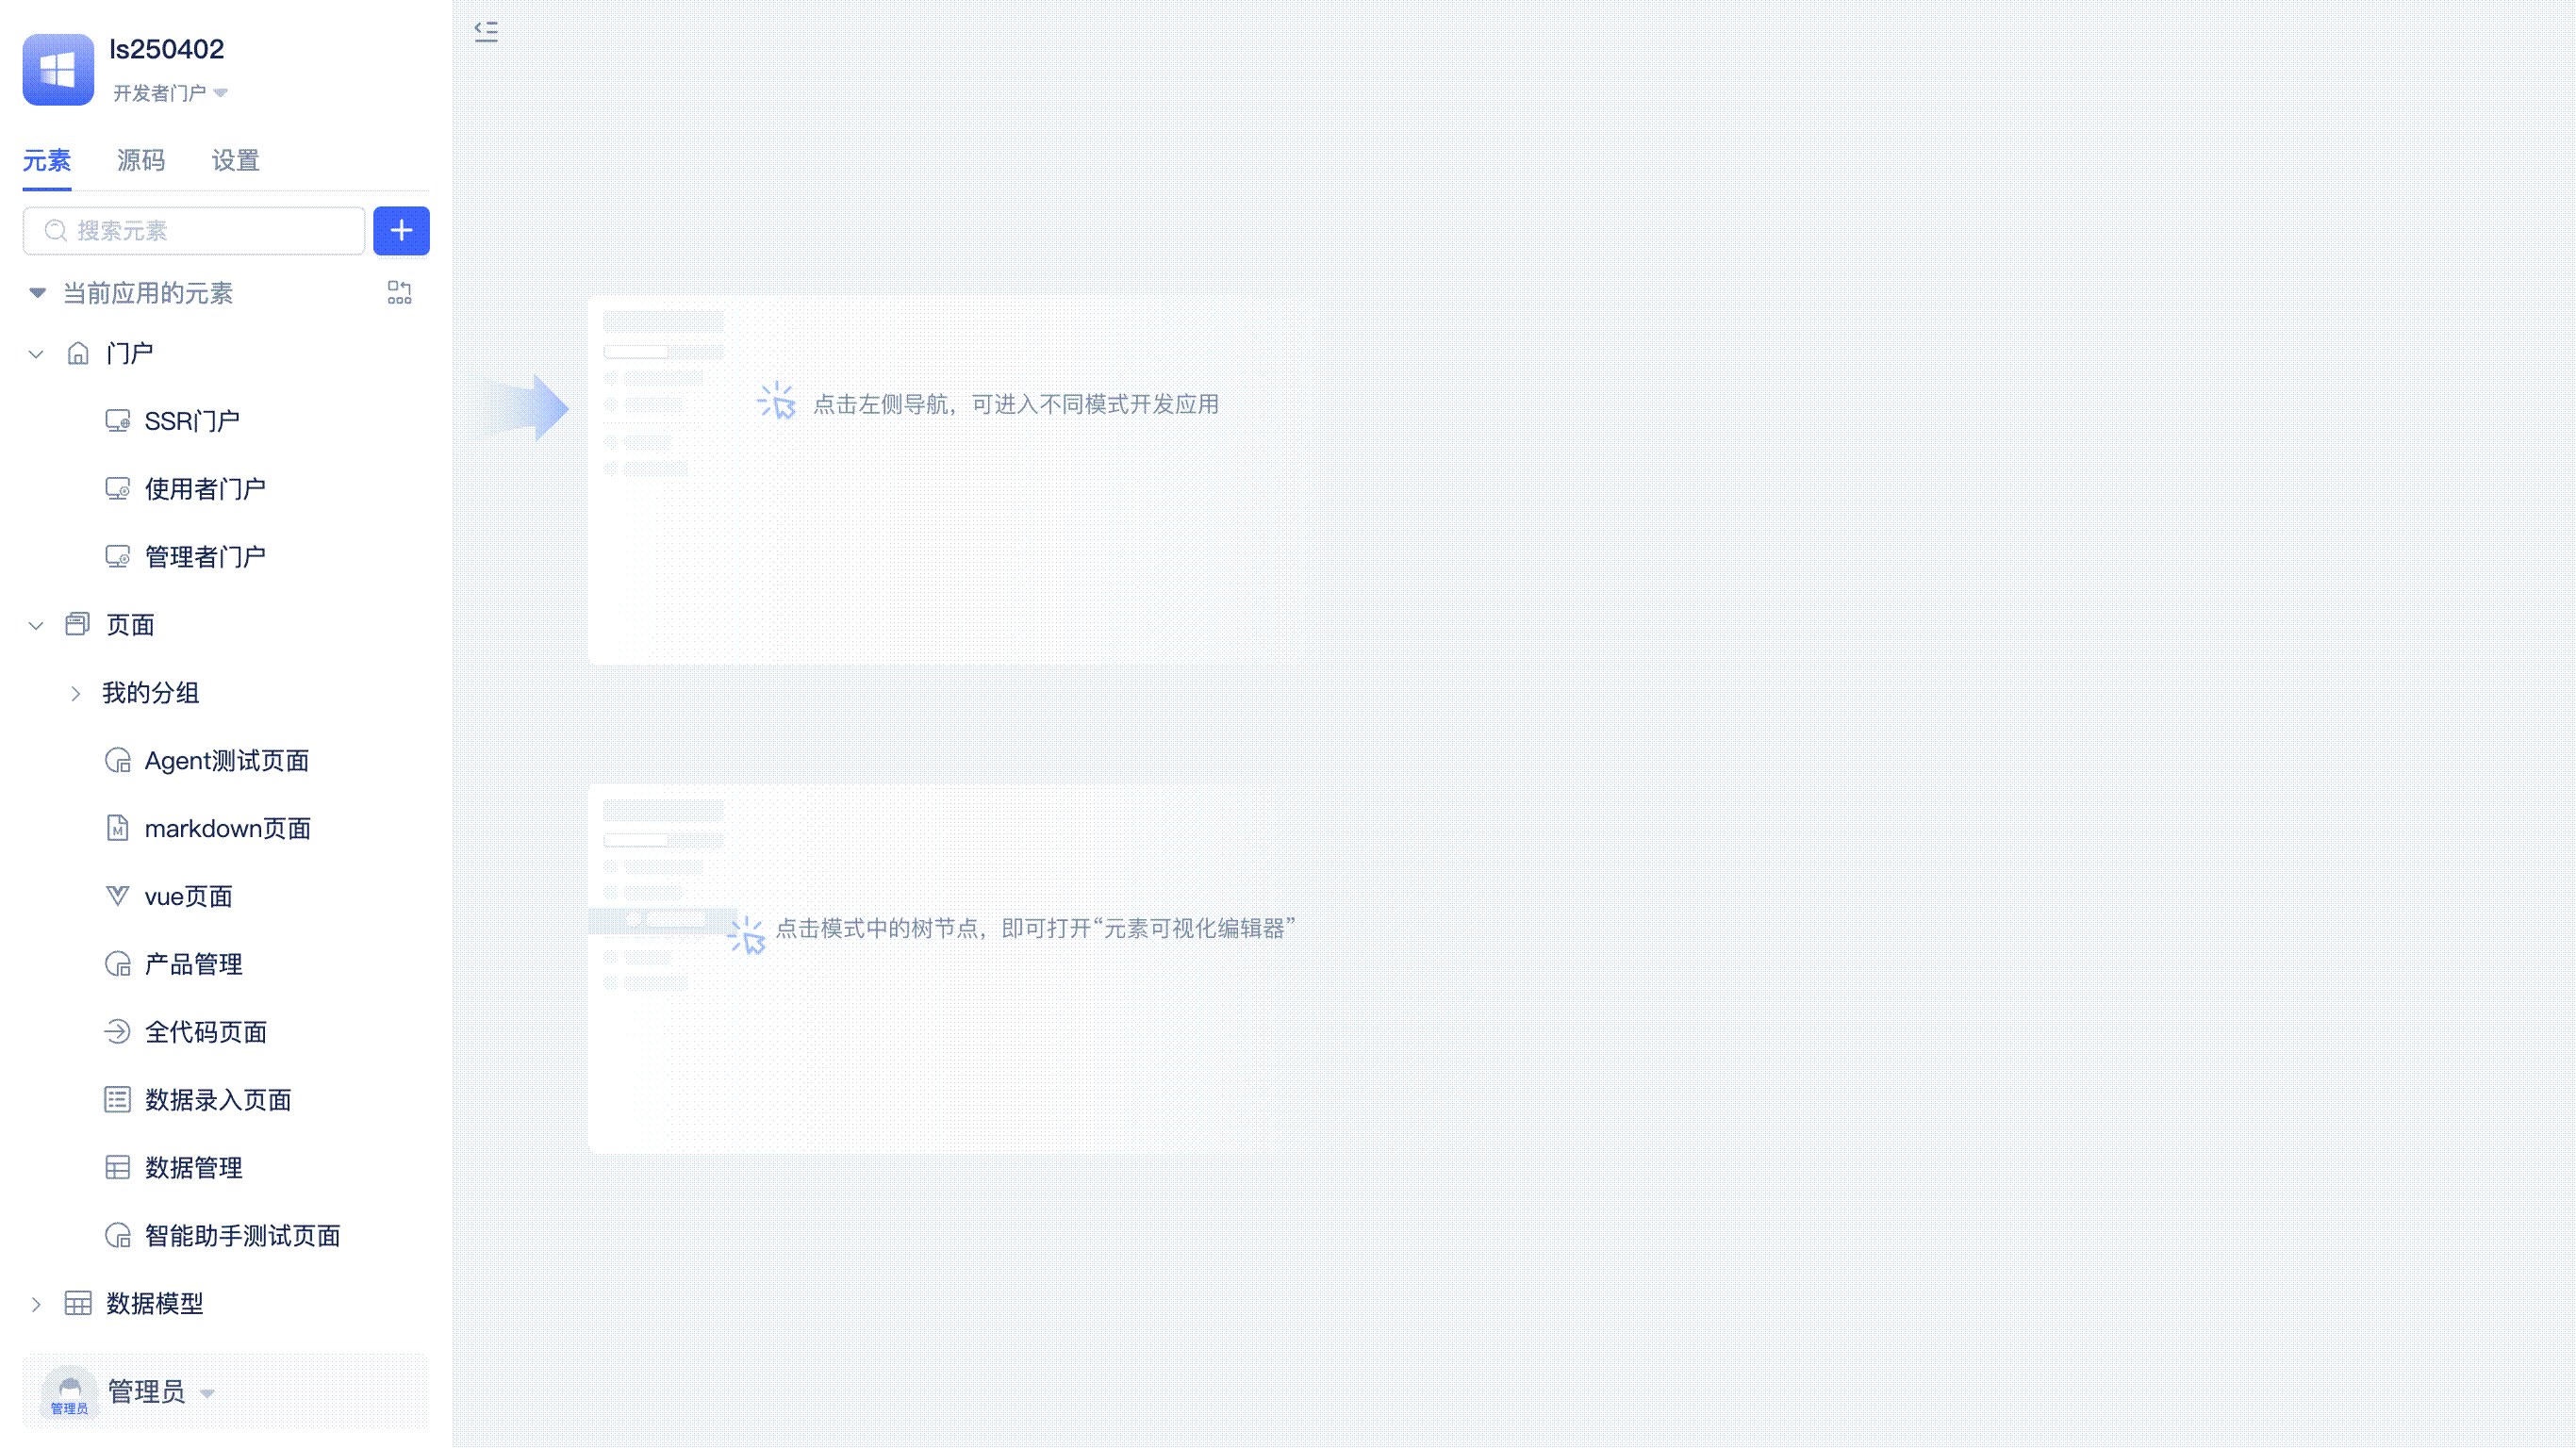 ls250402
开发者门户
元素 源码 设置
搜索元素
当前应用的元素
门户
SSR门户
使用者门户
管理者门户
页面
我的分组
Agent测试页面
markdown页面
vue页面
产品管理
全代码页面
数据录入页面
数据管理
智能助手测试页面
数据模型
管理员
管理员
点击左侧导航，可进入不同模式开发应用
点击模式中的树节点，即可打开“元素可视化编辑器”